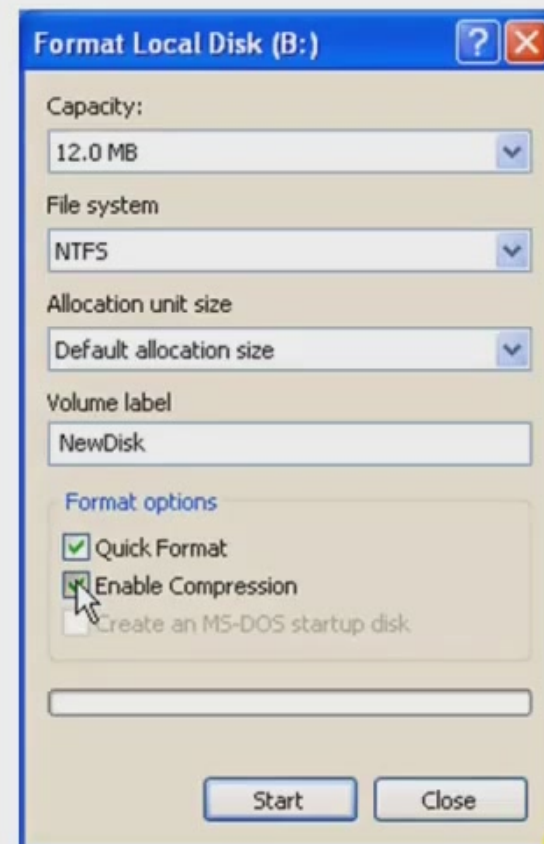 Format Local Disk (B:)
Capacity:
12.0 MB
File system
NTFS
Allocation unit size
Default allocation size
Volume label
NewDisk
Format options
Quick Format
Enable Compression
Create an MS-DOS startup disk
Start Close